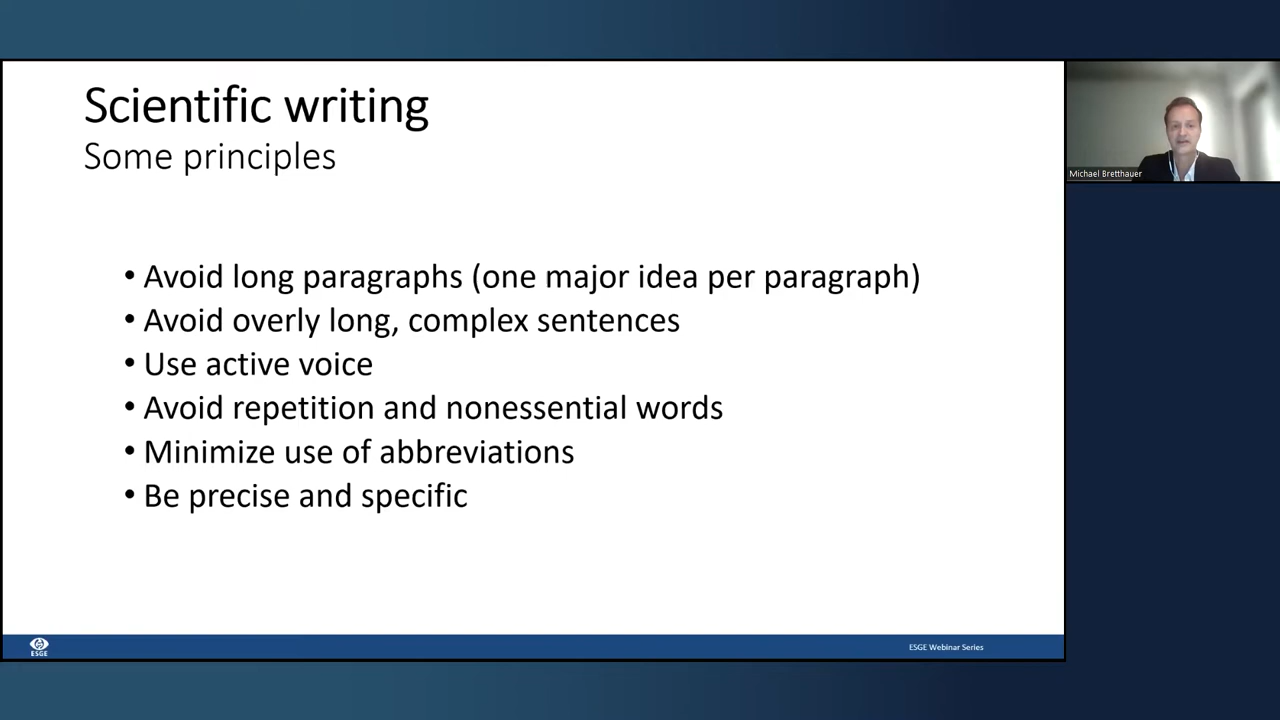 Scientific writing
Some principles
• Avoid long paragraphs (one major idea per paragraph)
• Avoid overly long, complex sentences
• Use active voice
• Avoid repetition and nonessential words
• Minimize use of abbreviations
• Be precise and specific
Michael Bretthauer
ESGE
ESGE Webinar Series